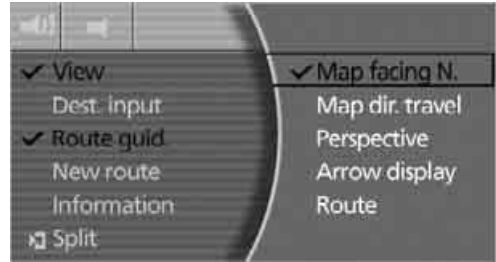 View
Dest. input
Route guid.
New route
Information
Split
Map facing N.
Map dir. travel
Perspective
Arrow display
Route